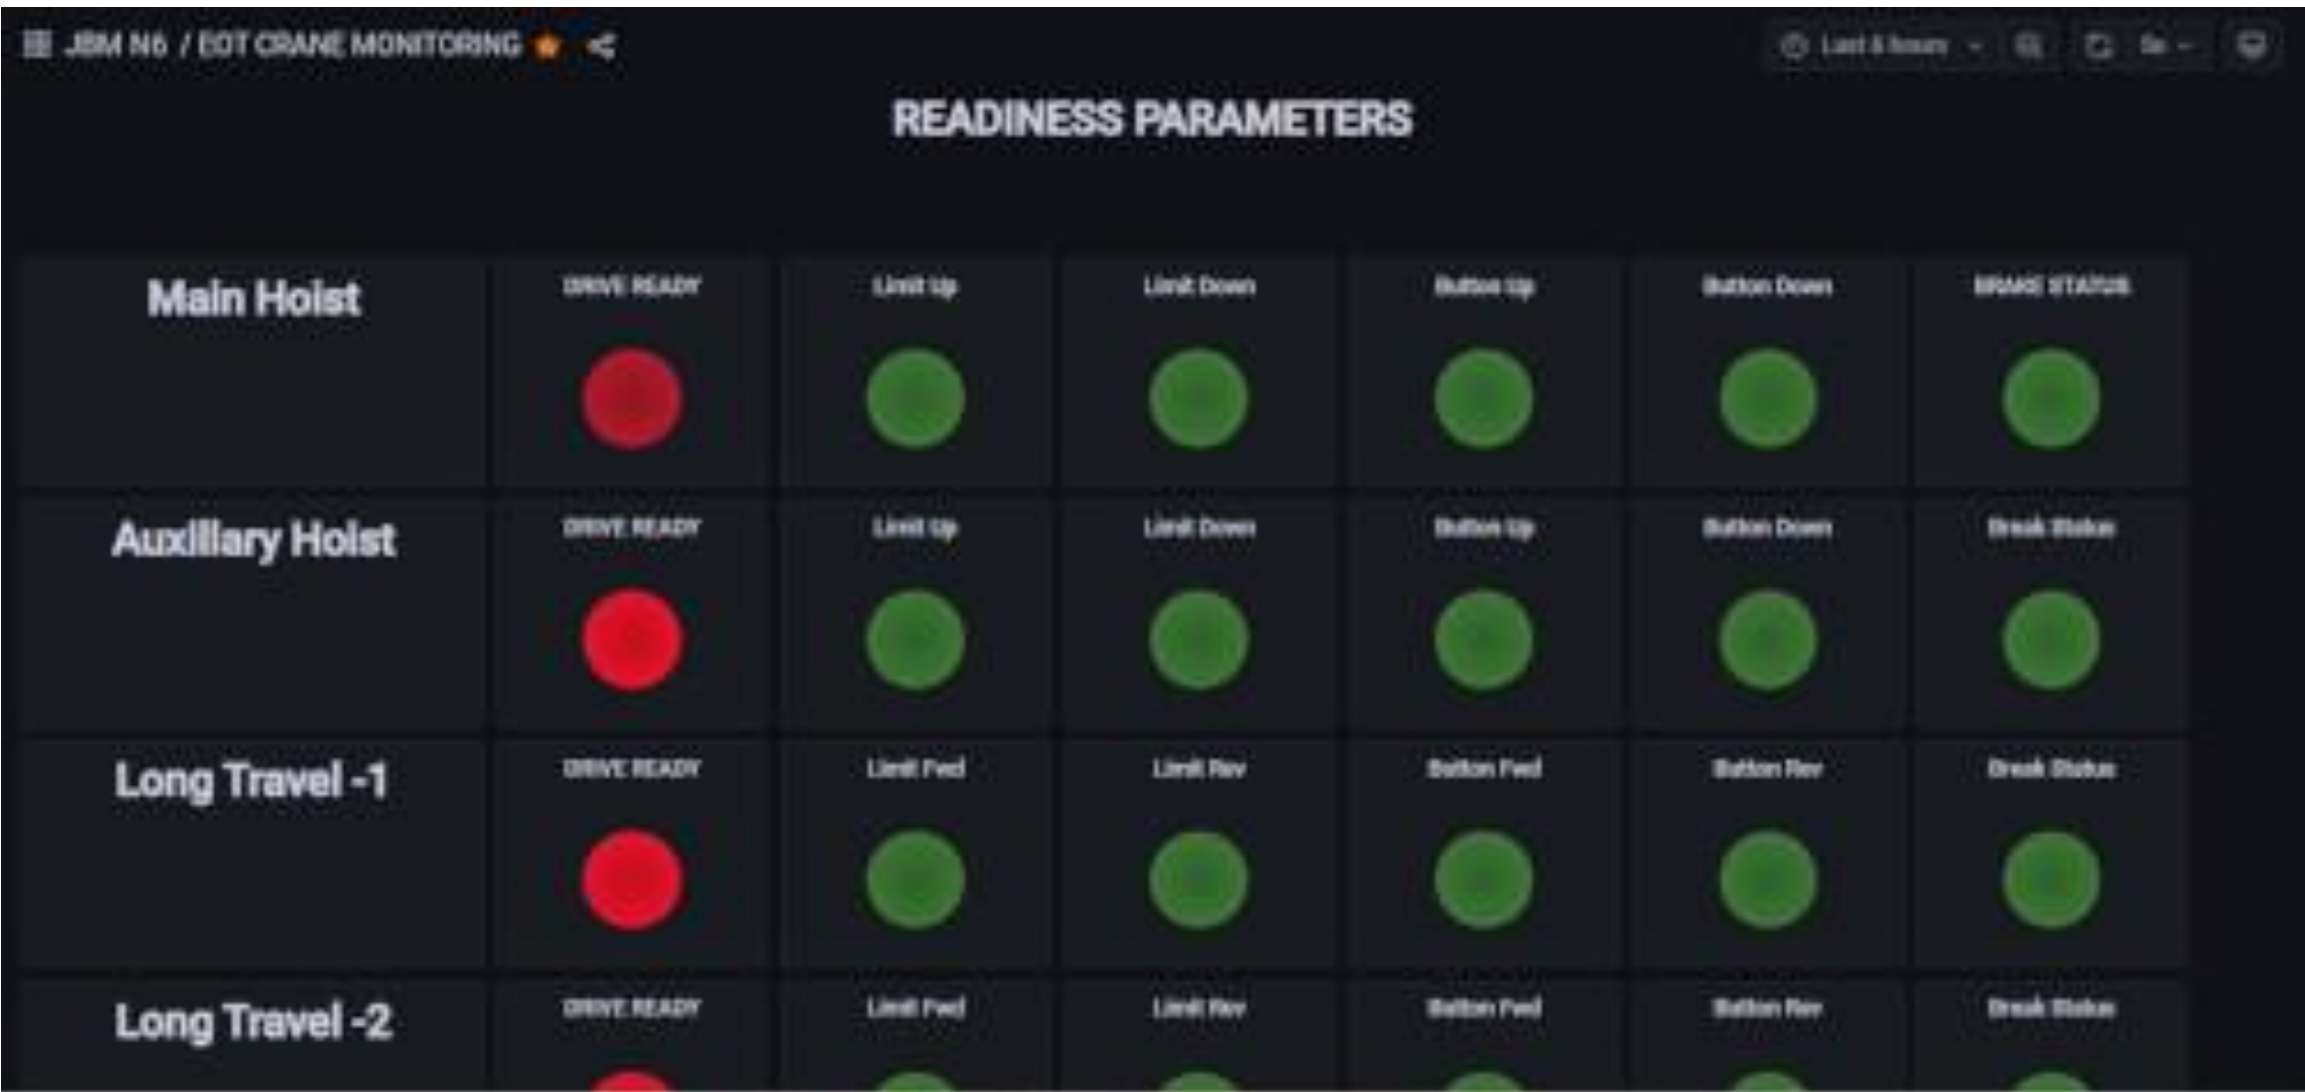 JBM N6 / EOT CRANE MONITORING
Last 6 hours
READINESS PARAMETERS
Main Hoist
DRIVE READY
Limit Up
Limit Down
Button Up
Button Down
BRAKE STATUS
Auxiliary Hoist
DRIVE READY
Limit Up
Limit Down
Button Up
Button Down
Break Status
Long Travel -1
DRIVE READY
Limit Fwd
Limit Rev
Button Fwd
Button Rev
Break Status
Long Travel -2
DRIVE READY
Limit Fwd
Limit Rev
Button Fwd
Button Rev
Break Status